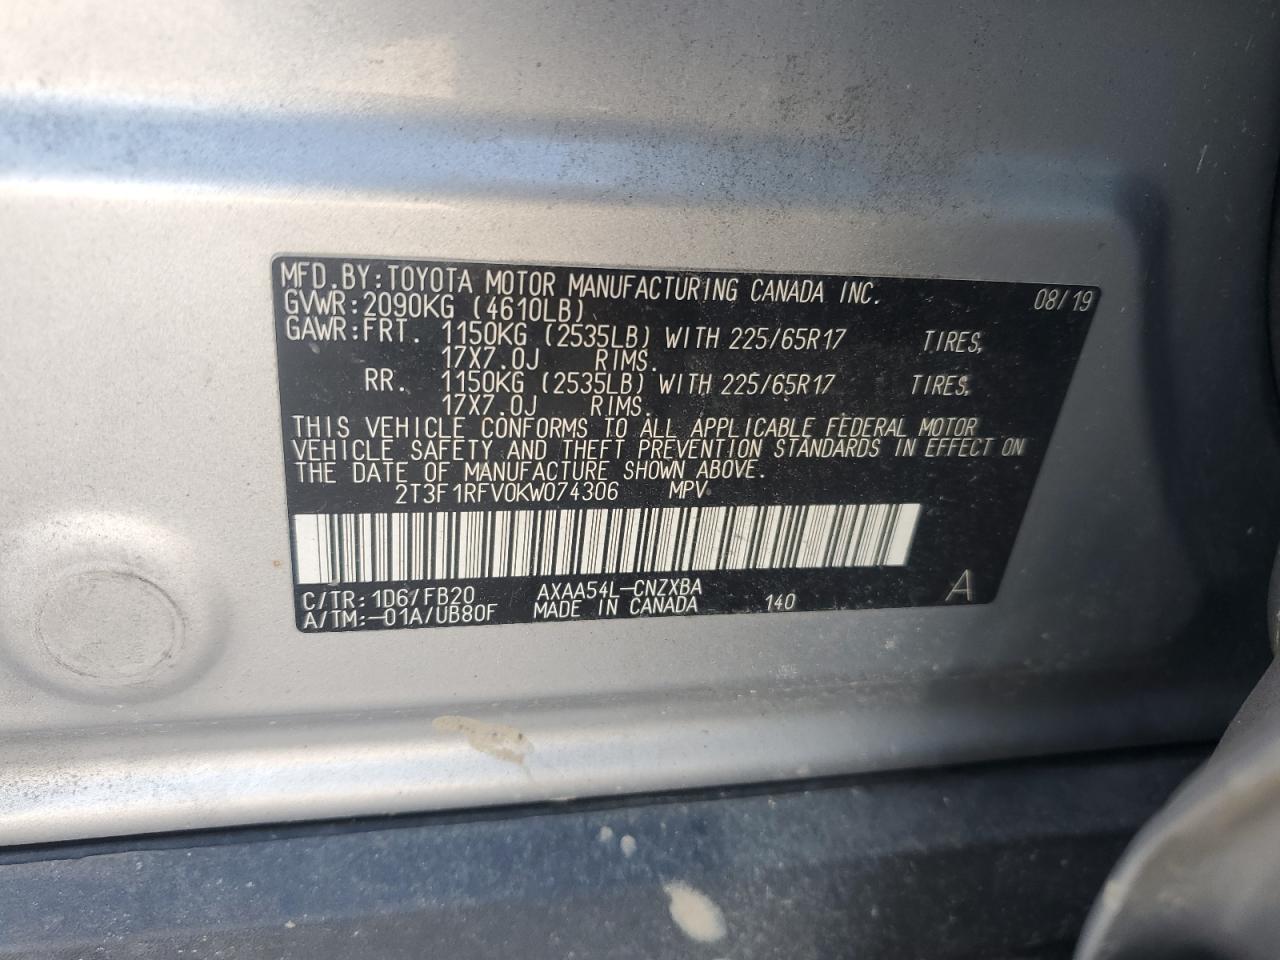 MFD.BY:TOYOTA MOTOR MANUFACTURING CANADA INC. 08/19
GVWR:2090KG (4610LB)
GAWR:FRT. 1150KG (2535LB) WITH 225/65R17 TIRES,
17X7.0J RIMS.
RR. 1150KG (2535LB) WITH 225/65R17 TIRES,
17X7.0J RIMS.
THIS VEHICLE CONFORMS TO ALL APPLICABLE FEDERAL MOTOR
VEHICLE SAFETY AND THEFT PREVENTION STANDARDS IN EFFECT ON
THE DATE OF MANUFACTURE SHOWN ABOVE.
2T3F1RFV0KW074306 MPV
C/TR:1D6/FB20 AXAA54L-CNZXBA
A/TM:-01A/UB80F MADE IN CANADA 140 A